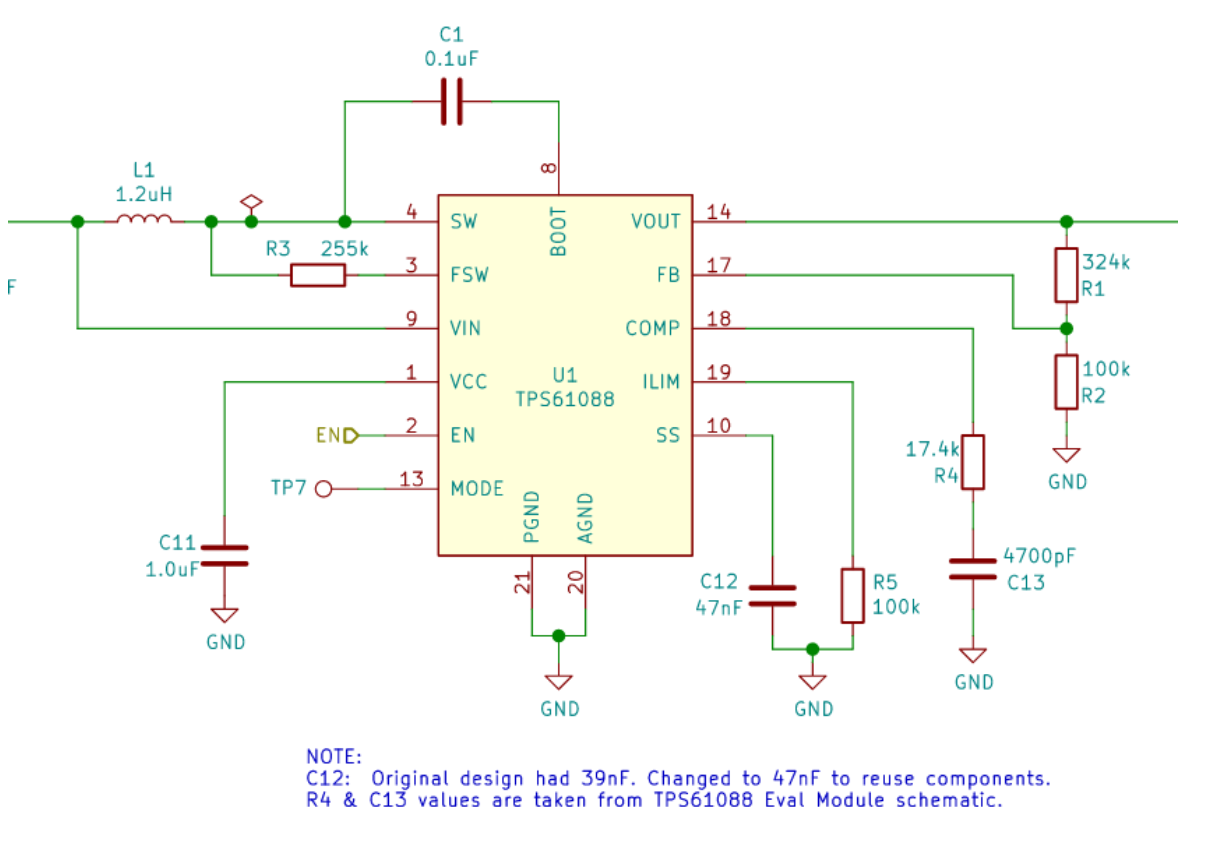 C1
0.1uF
8
L1
1.2uH
4
SW
BOOT
VOUT
14
R3
255k
3
FSW
FB
17
324k
R1
F
9
VIN
COMP
18
1
VCC
U1
TPS61088
ILIM
19
100k
R2
EN
2
EN
SS
10
17.4k
R4
GND
TP7
13
MODE
PGND
AGND
C11
1.0uF
21
20
C12
47nF
R5
100k
4700pF
C13
GND
GND
GND
GND
NOTE:
C12: Original design had 39nF. Changed to 47nF to reuse components.
R4 & C13 values are taken from TPS61088 Eval Module schematic.